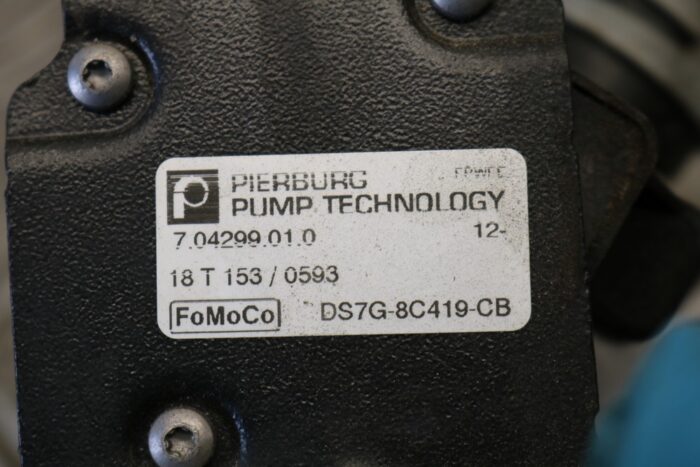 PIERBURG
PUMP TECHNOLOGY
7.04299.01.0 12-
18 T 153 / 0593
FoMoCo DS7G-8C419-CB